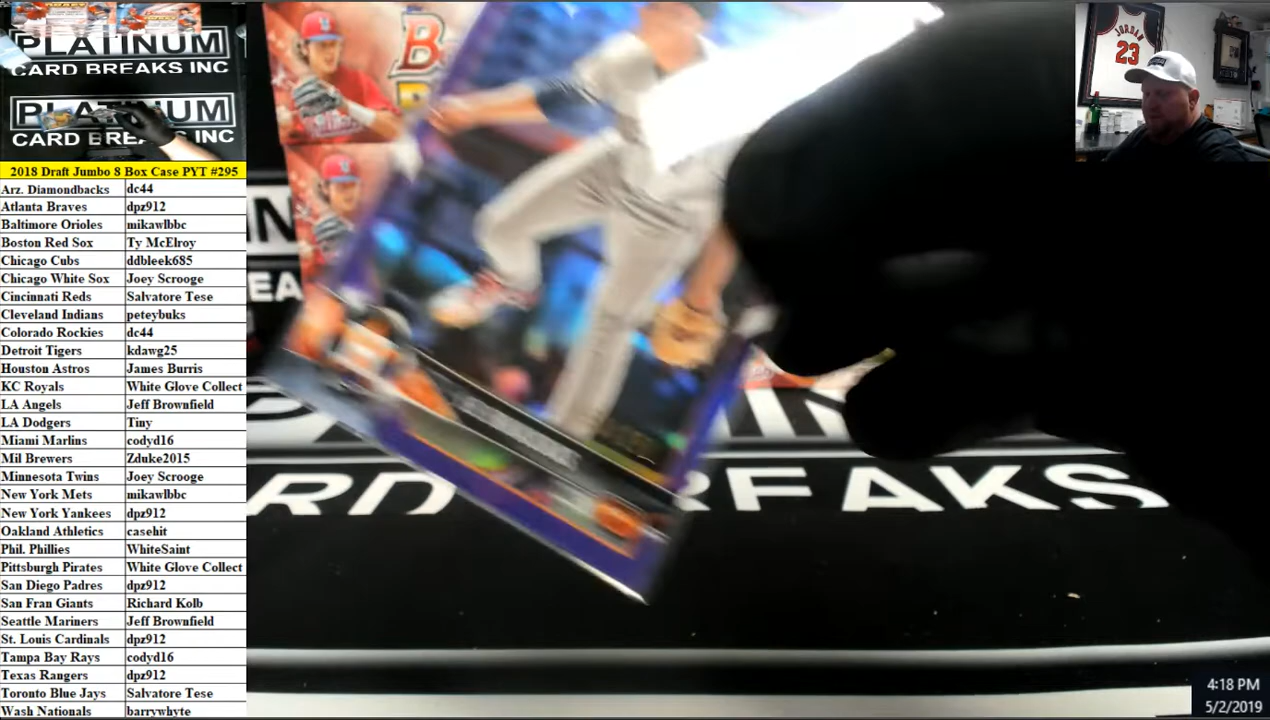 PLATINUM
CARD BREAKS INC
PLATINUM
CARD BREAKS INC
2018 Draft Jumbo 8 Box Case PYT #295
Arz. Diamondbacks dc44
Atlanta Braves dpz912
Baltimore Orioles mikawlbbc
Boston Red Sox Ty McElroy
Chicago Cubs ddbleek685
Chicago White Sox Joey Scrooge
Cincinnati Reds Salvatore Tese
Cleveland Indians peteybuks
Colorado Rockies dc44
Detroit Tigers kdawg25
Houston Astros James Burris
KC Royals White Glove Collect
LA Angels Jeff Brownfield
LA Dodgers Tiny
Miami Marlins codyd16
Mil Brewers Zduke2015
Minnesota Twins Joey Scrooge
New York Mets mikawlbbc
New York Yankees dpz912
Oakland Athletics casehit
Phil. Phillies WhiteSaint
Pittsburgh Pirates White Glove Collect
San Diego Padres dpz912
San Fran Giants Richard Kolb
Seattle Mariners Jeff Brownfield
St. Louis Cardinals dpz912
Tampa Bay Rays codyd16
Texas Rangers dpz912
Toronto Blue Jays Salvatore Tese
Wash Nationals barrywhyte
JORDAN
23
RD BREAKS
4:18 PM
5/2/2019